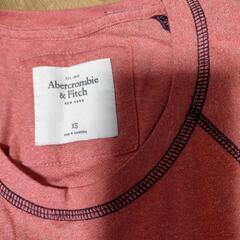 Abercrombie
& Fitch
NEW YORK
XS